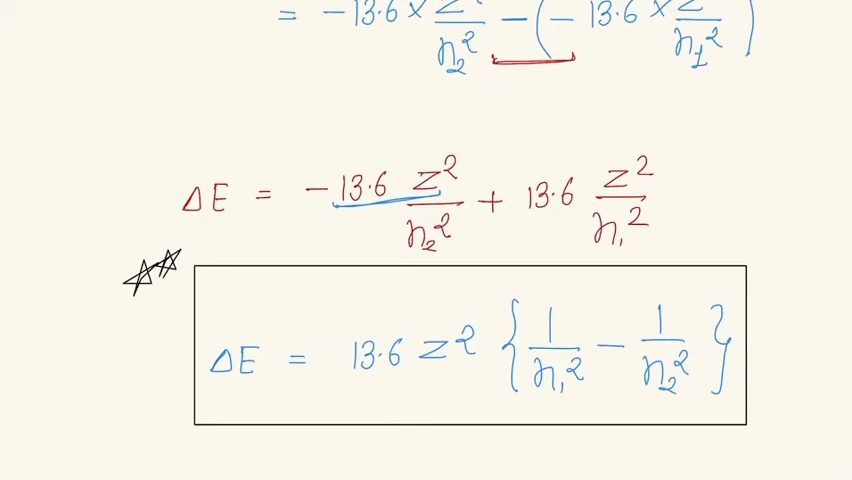 = -13.6 × Z²/n₂² - (- 13.6 × Z²/n₁²)
ΔE = -13.6 Z²/n₂² + 13.6 Z²/n₁²
ΔE = 13.6 Z² {1/n₁² - 1/n₂²}